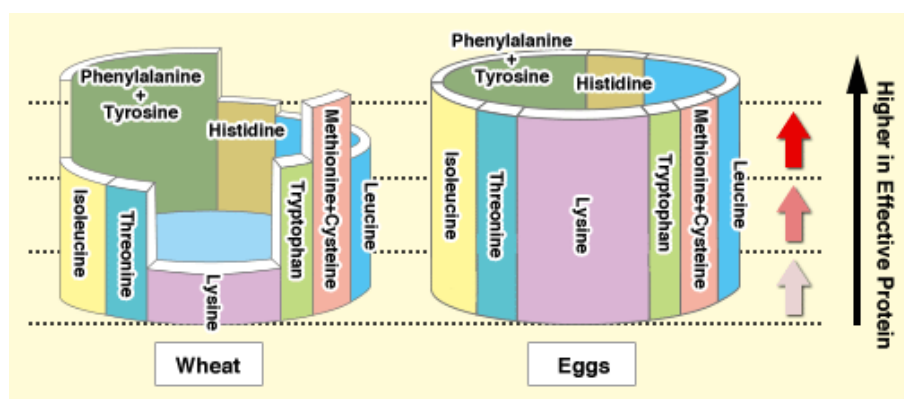 Phenylalanine
+
Tyrosine
Histidine
Isoleucine
Threonine
Lysine
Tryptophan
Methionine+Cysteine
Leucine
Wheat
Phenylalanine
+
Tyrosine
Histidine
Isoleucine
Threonine
Lysine
Tryptophan
Methionine+Cysteine
Leucine
Eggs
Higher in Effective Protein